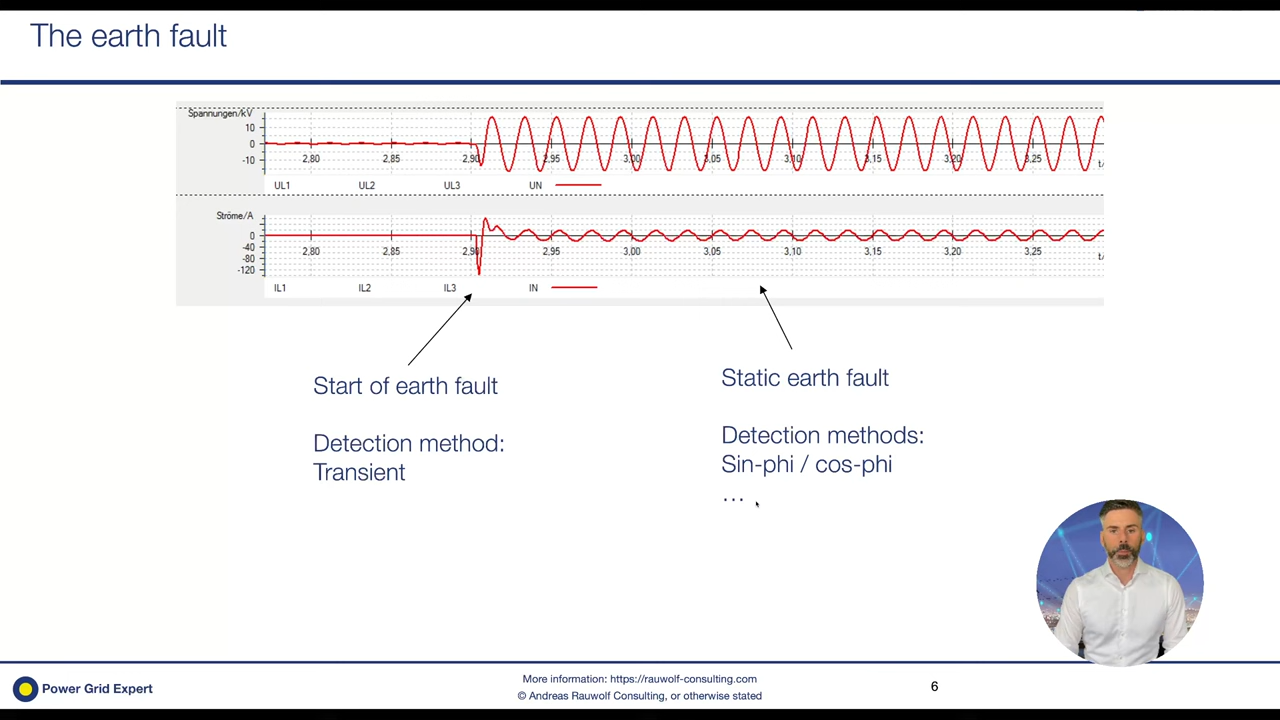 The earth fault
Spannungen/kV
10
0
-10
2,80 2,85 2,90 2,95 3,00 3,05 3,10 3,15 3,20 3,25 t/
UL1 UL2 UL3 UN
Ströme/A
0
-40
-80
-120
2,80 2,85 2,90 2,95 3,00 3,05 3,10 3,15 3,20 3,25 t/
IL1 IL2 IL3 IN
Start of earth fault
Detection method:
Transient
Static earth fault
Detection methods:
Sin-phi / cos-phi
...
Power Grid Expert
More information: https://rauwolf-consulting.com
© Andreas Rauwolf Consulting, or otherwise stated
6